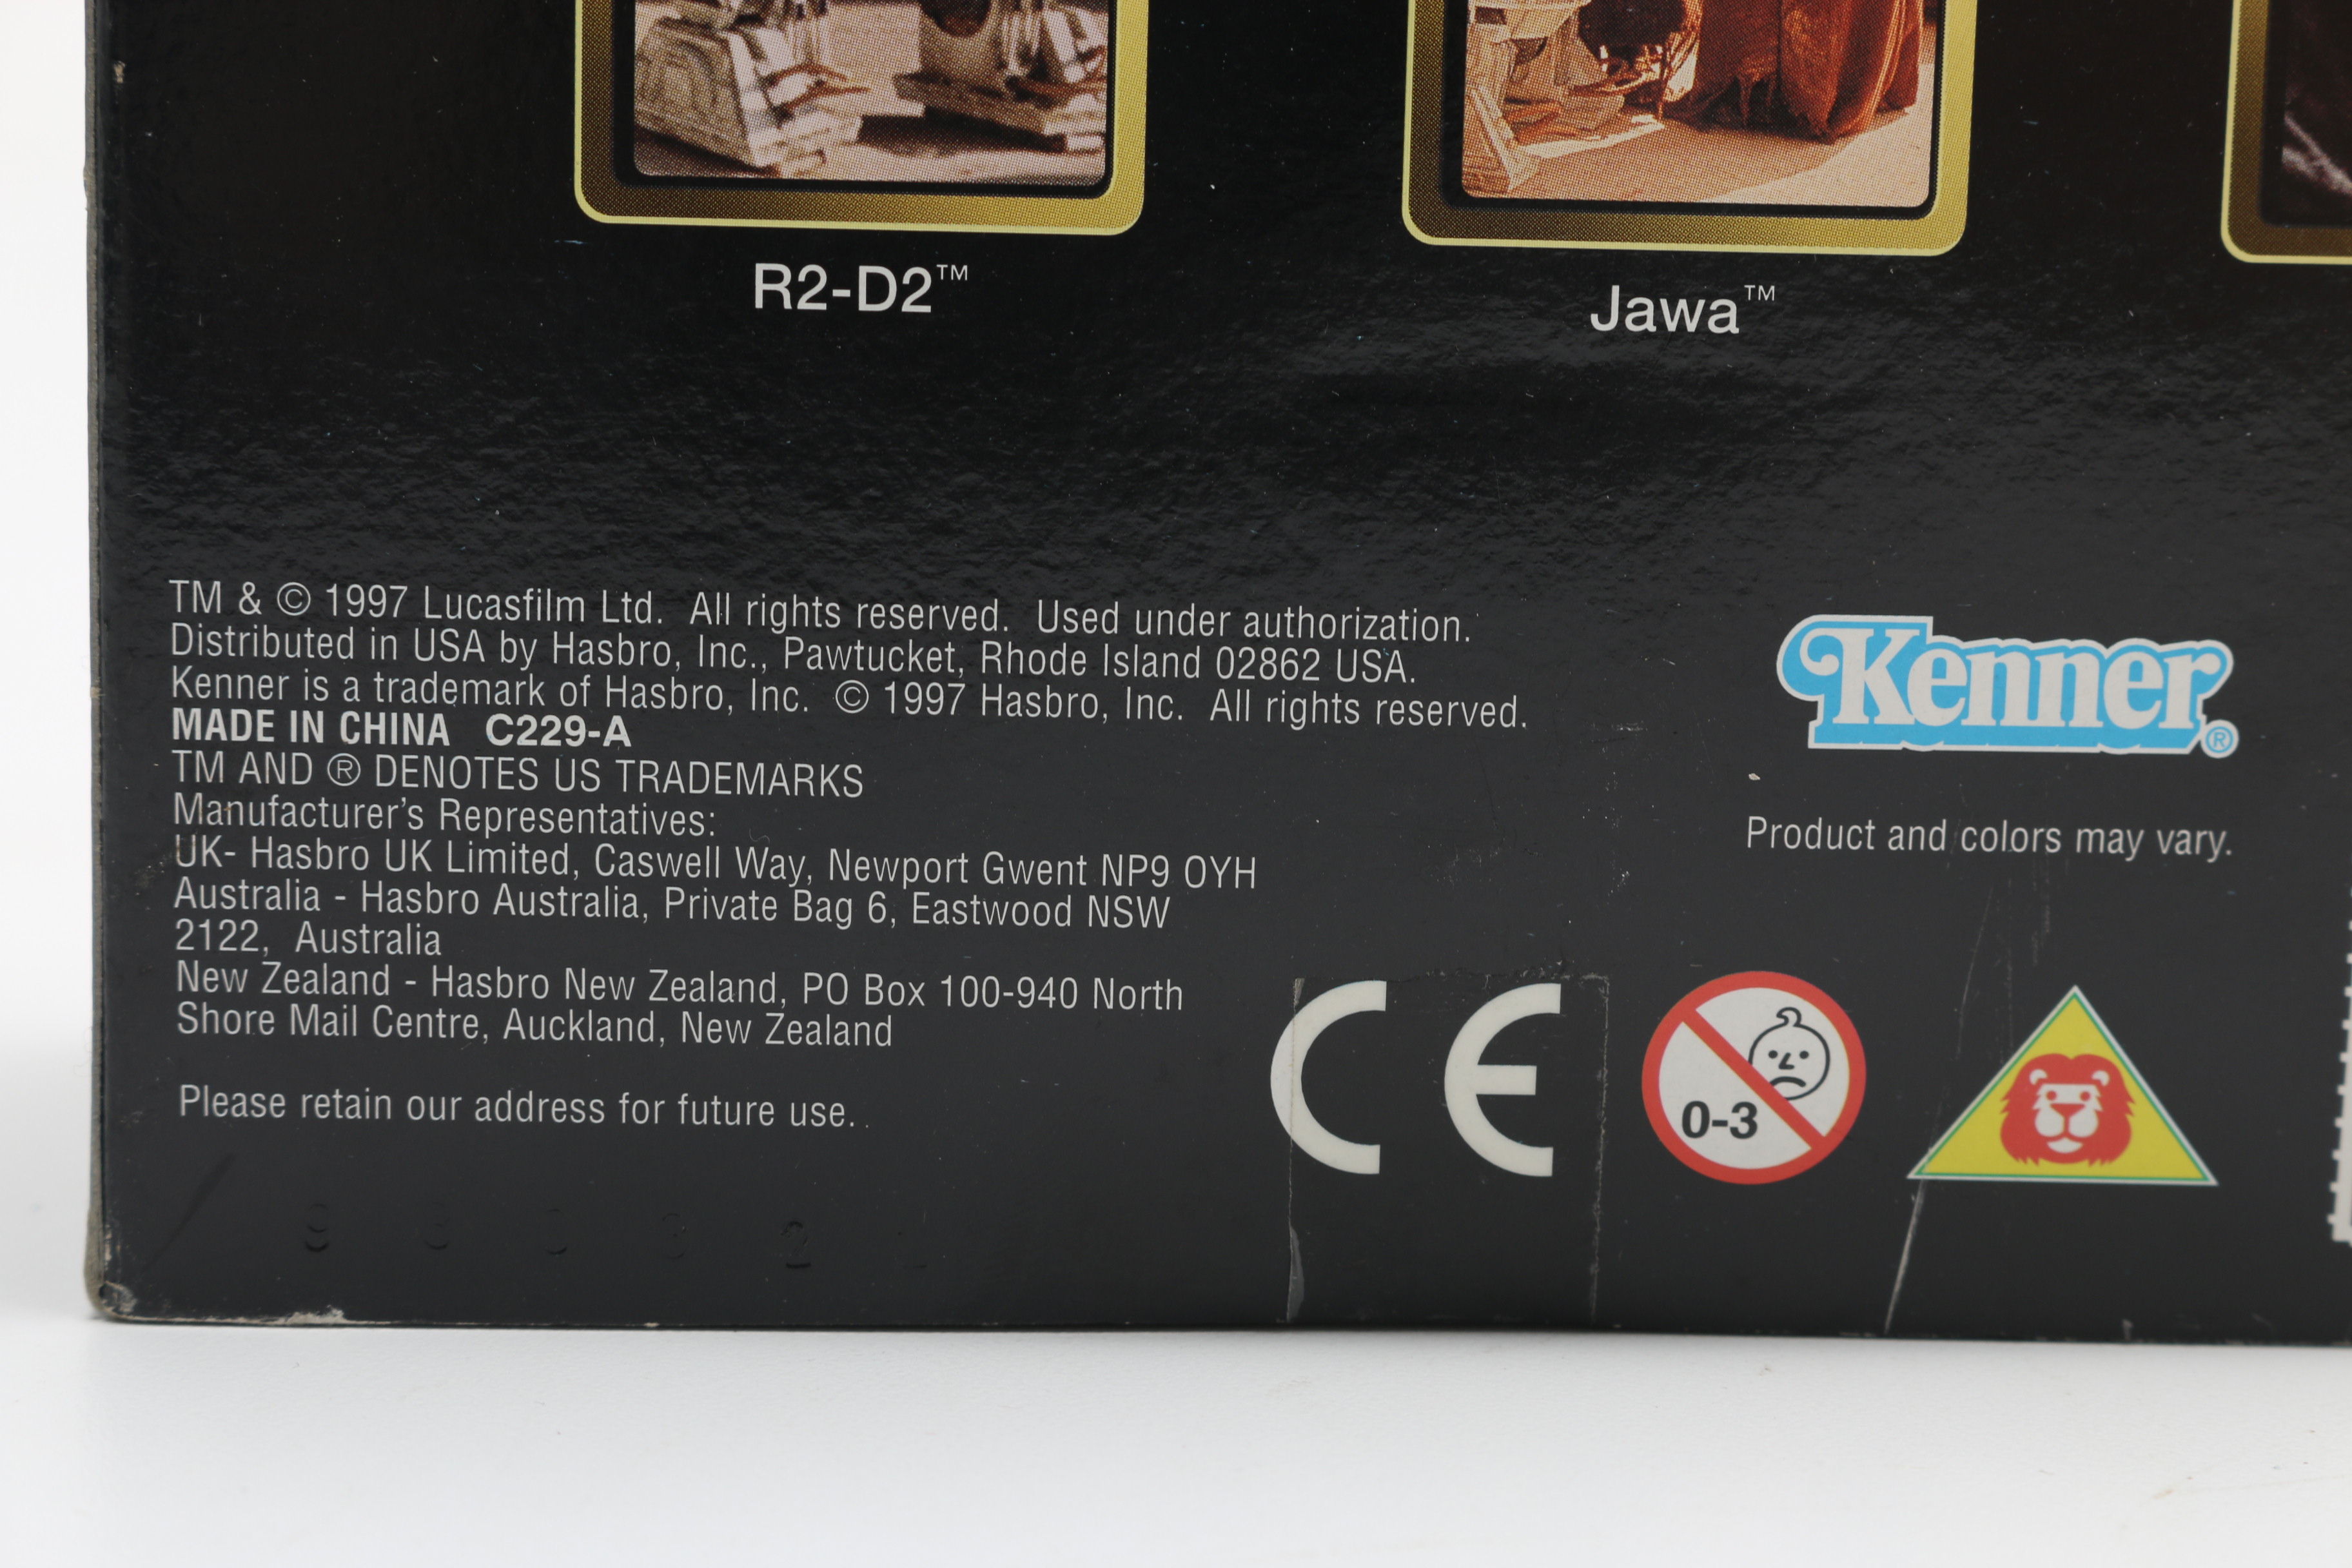 R2-D2™
Jawa™
TM & © 1997 Lucasfilm Ltd.  All rights reserved.  Used under authorization.
Distributed in USA by Hasbro, Inc., Pawtucket, Rhode Island 02862 USA.
Kenner is a trademark of Hasbro, Inc.  © 1997 Hasbro, Inc.  All rights reserved.
MADE IN CHINA  C229-A
TM AND ® DENOTES US TRADEMARKS
Manufacturer's Representatives:
UK- Hasbro UK Limited, Caswell Way, Newport Gwent NP9 OYH
Australia - Hasbro Australia, Private Bag 6, Eastwood NSW
2122,  Australia
New Zealand - Hasbro New Zealand, PO Box 100-940 North
Shore Mail Centre, Auckland, New Zealand
Please retain our address for future use.
Kenner®
Product and colors may vary.
CE
0-3